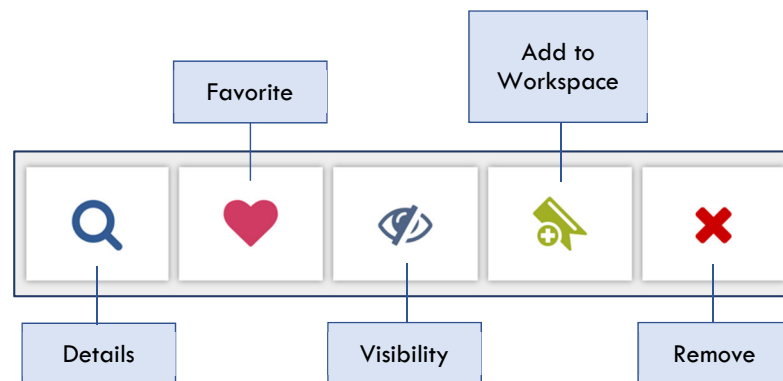 Add to
Workspace
Favorite
Details
Visibility
Remove